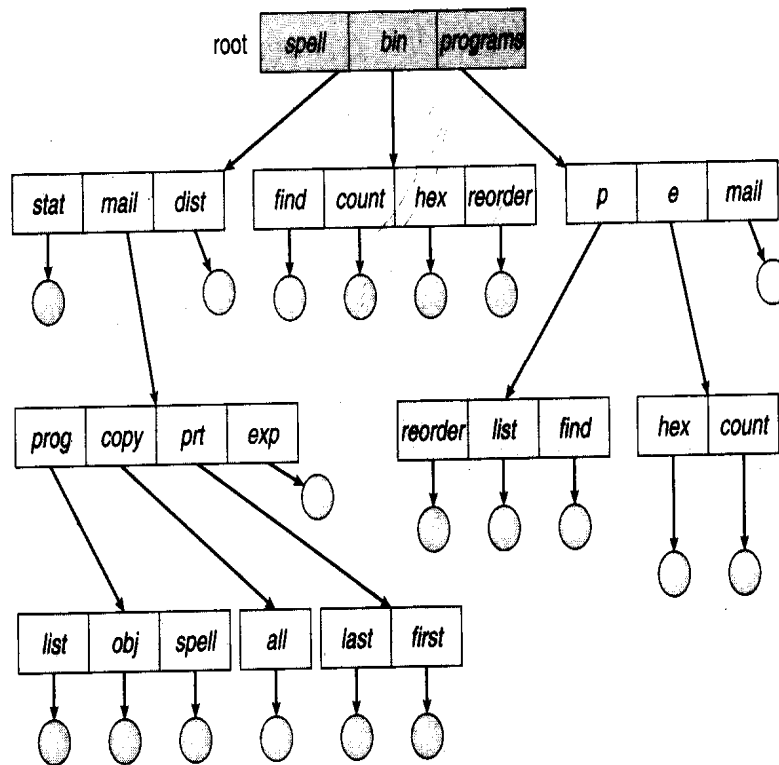 root spell bin programs
stat mail dist find count hex reorder p e mail
prog copy prt exp reorder list find hex count
list obj spell all last first